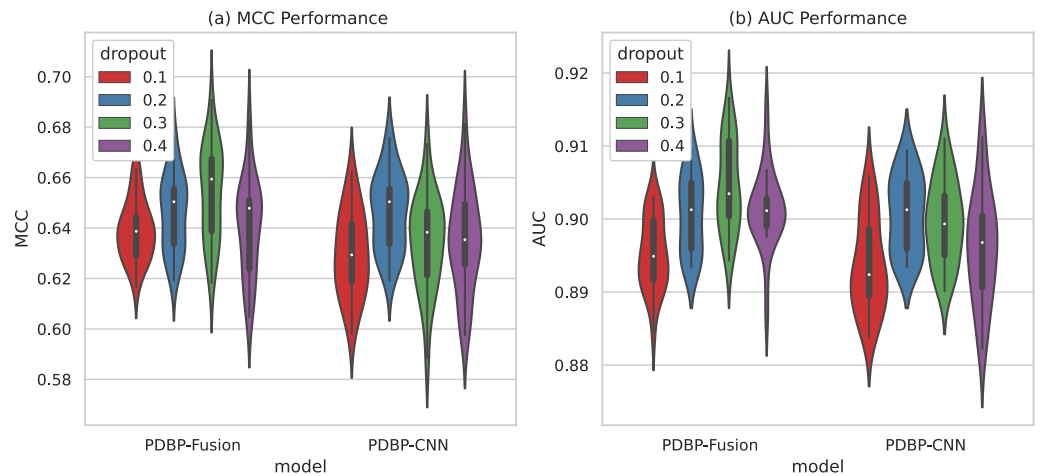 (a) MCC Performance
dropout
0.1
0.2
0.3
0.4
0.70
0.68
0.66
0.64
0.62
0.60
0.58
MCC
PDBP-Fusion
PDBP-CNN
model
(b) AUC Performance
dropout
0.1
0.2
0.3
0.4
0.92
0.91
0.90
0.89
0.88
AUC
PDBP-Fusion
PDBP-CNN
model